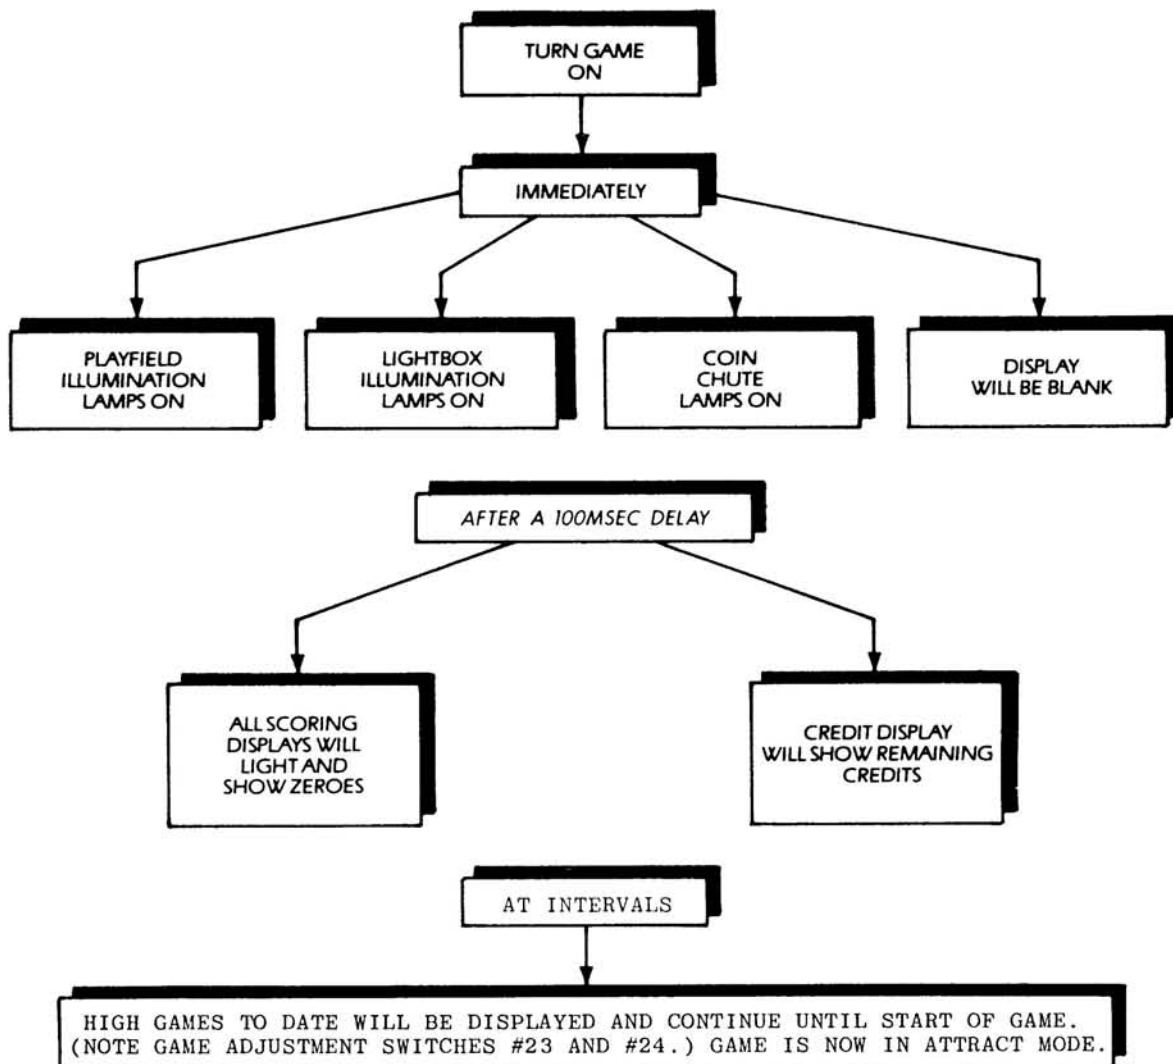 TURN GAME
ON
IMMEDIATELY
PLAYFIELD
ILLUMINATION
LAMPS ON
LIGHTBOX
ILLUMINATION
LAMPS ON
COIN
CHUTE
LAMPS ON
DISPLAY
WILL BE BLANK
AFTER A 100MSEC DELAY
ALL SCORING
DISPLAYS WILL
LIGHT AND
SHOW ZEROES
CREDIT DISPLAY
WILL SHOW REMAINING
CREDITS
AT INTERVALS
HIGH GAMES TO DATE WILL BE DISPLAYED AND CONTINUE UNTIL START OF GAME.
(NOTE GAME ADJUSTMENT SWITCHES #23 AND #24.) GAME IS NOW IN ATTRACT MODE.